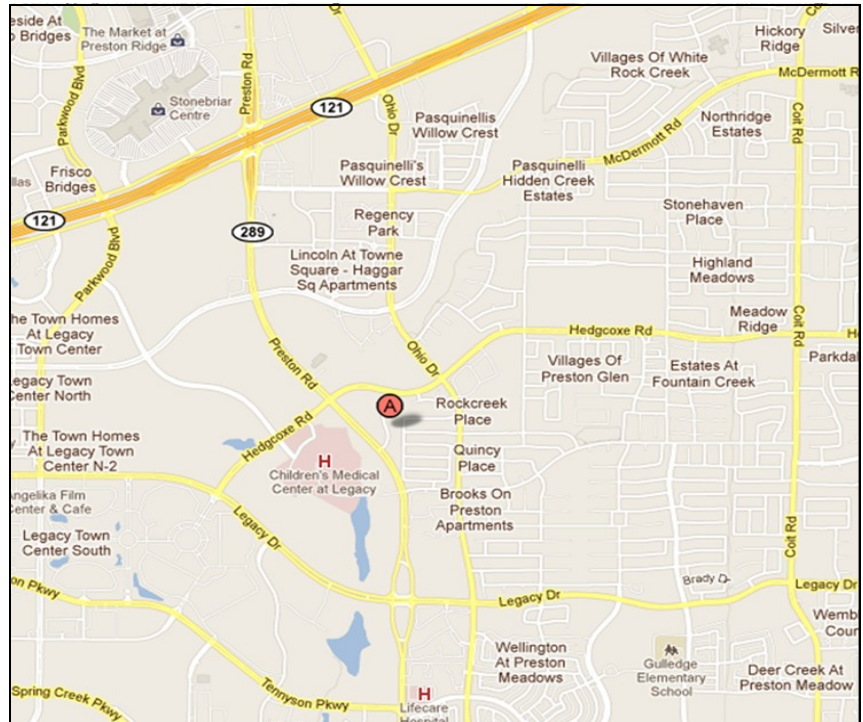 eside At
o Bridges
The Market at
Preston Ridge
Parkwood Blvd
Stonebriar
Centre
Preston Rd
Dr
121
Ohio Dr
Pasquinellis
Willow Crest
Villages Of White
Rock Creek
Hickory
Ridge
Silver
McDermott R
Coit Rd
Northridge
Estates
McDermott Rd
Frisco
Bridges
llas
Pasquinelli's
Willow Crest
Pasquinelli
Hidden Creek
Estates
Stonehaven
Place
121
Regency
Park
289
Parkwood Blvd
Lincoln At Towne
Square - Haggar
Sq Apartments
Highland
Meadows
Meadow
Ridge
Coit Rd
he Town Homes
At Legacy
Town Center
Preston Rd
Ohio Dr
Hedgcoxe Rd
H
Villages Of
Preston Glen
Estates At
Fountain Creek
Parkda
egacy Town
enter North
A
Rockcreek
Place
Hedgcoxe Rd
The Town Homes
At Legacy Town
Center N-2
H
Children's Medical
Center at Legacy
Quincy
Place
Angelika Film
Center & Cafe
Brooks On
Preston
Apartments
Legacy Dr
Legacy Town
Center South
Coit Rd
on Pkwy
Brady D
Legacy Dr
Legacy Dr
Wemb
Cour
Wellington
At Preston
Meadows
Gulledge
Elementary
School
Deer Creek At
Preston Meadow
Spring Creek Pkwy
Tennyson Pkwy
H
Lifecare
Hospital